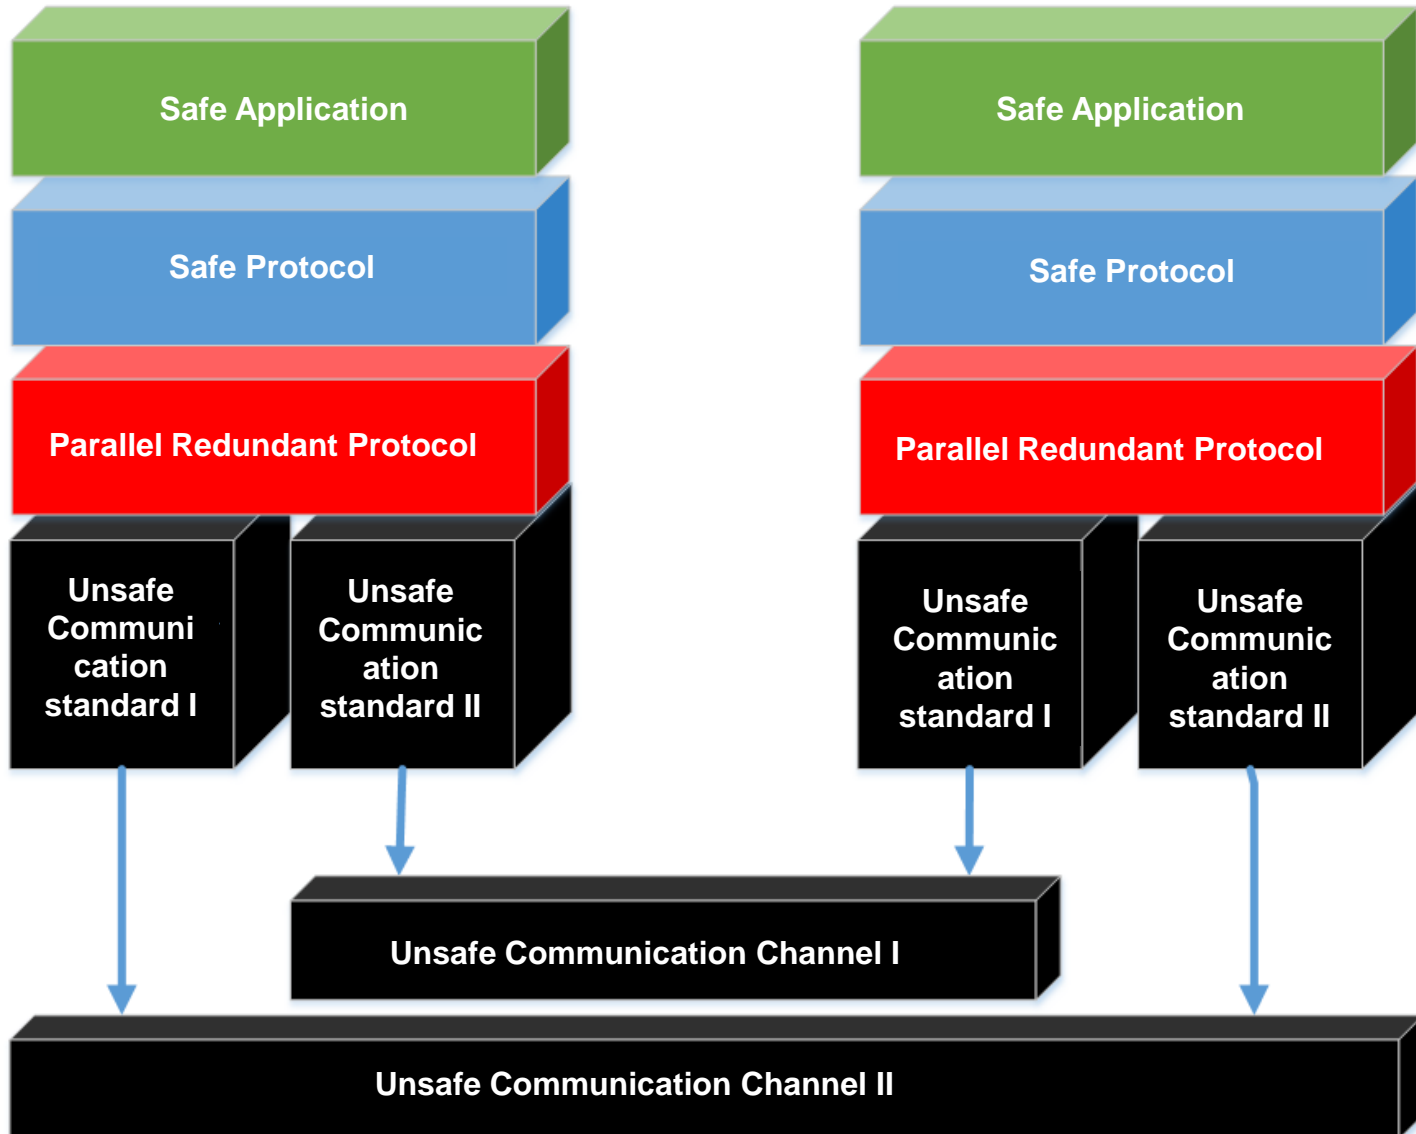 Safe Application
Safe Application
Safe Protocol
Safe Protocol
Parallel Redundant Protocol
Parallel Redundant Protocol
Unsafe
Communi
cation
standard I
Unsafe
Communic
ation
standard II
Unsafe
Communic
ation
standard I
Unsafe
Communic
ation
standard II
Unsafe Communication Channel I
Unsafe Communication Channel II